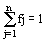 n
∑ fj = 1
j=1